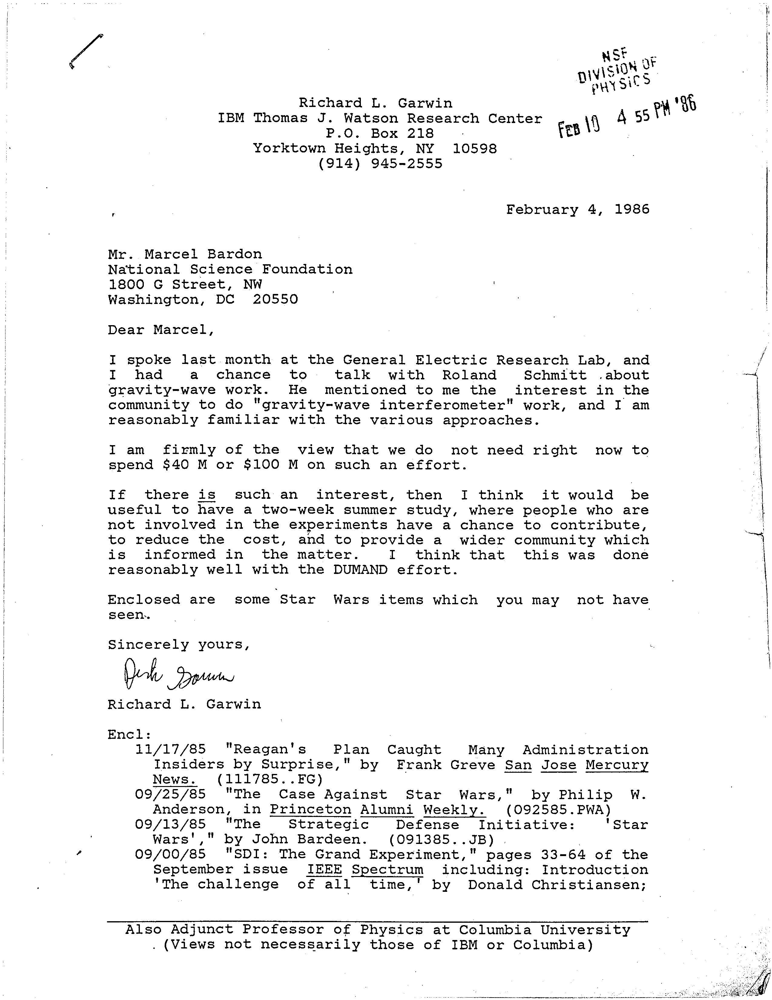 NSF
DIVISION OF
PHYSICS
FEB 10 4 55 PM '86
Richard L. Garwin
IBM Thomas J. Watson Research Center
P.O. Box 218
Yorktown Heights, NY 10598
(914) 945-2555
February 4, 1986
Mr. Marcel Bardon
National Science Foundation
1800 G Street, NW
Washington, DC 20550
Dear Marcel,
I spoke last month at the General Electric Research Lab, and
I had a chance to talk with Roland Schmitt about
gravity-wave work. He mentioned to me the interest in the
community to do "gravity-wave interferometer" work, and I am
reasonably familiar with the various approaches.
I am firmly of the view that we do not need right now to
spend $40 M or $100 M on such an effort.
If there is such an interest, then I think it would be
useful to have a two-week summer study, where people who are
not involved in the experiments have a chance to contribute,
to reduce the cost, and to provide a wider community which
is informed in the matter. I think that this was done
reasonably well with the DUMAND effort.
Enclosed are some Star Wars items which you may not have
seen.
Sincerely yours,
Dick Garwin
Richard L. Garwin
Encl:
11/17/85 "Reagan's Plan Caught Many Administration
Insiders by Surprise," by Frank Greve San Jose Mercury
News. (111785..FG)
09/25/85 "The Case Against Star Wars," by Philip W.
Anderson, in Princeton Alumni Weekly. (092585.PWA)
09/13/85 "The Strategic Defense Initiative: 'Star
Wars'," by John Bardeen. (091385..JB)
09/00/85 "SDI: The Grand Experiment," pages 33-64 of the
September issue IEEE Spectrum including: Introduction
'The challenge of all time,' by Donald Christiansen;
Also Adjunct Professor of Physics at Columbia University
(Views not necessarily those of IBM or Columbia)